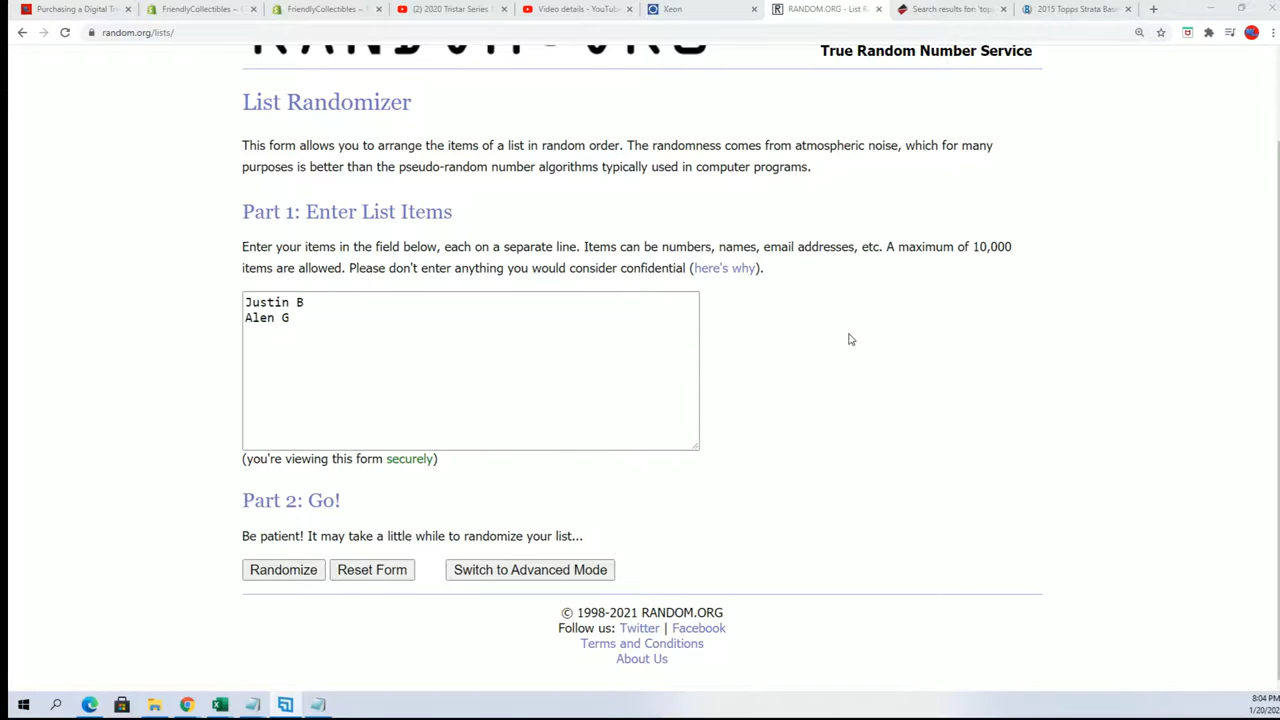 Purchasing a Digital Tr
FriendlyCollectibles –
FriendlyCollectibles –
(2) 2020 Tristar Series
Video details - YouTub
Xeon
RANDOM.ORG - List R
Search results for: 'top
2015 Topps Strata Bas
random.org/lists/
RANDOM.ORG
True Random Number Service
List Randomizer
This form allows you to arrange the items of a list in random order. The randomness comes from atmospheric noise, which for many
purposes is better than the pseudo-random number algorithms typically used in computer programs.
Part 1: Enter List Items
Enter your items in the field below, each on a separate line. Items can be numbers, names, email addresses, etc. A maximum of 10,000
items are allowed. Please don't enter anything you would consider confidential (here's why).
Justin B
Alen G
(you're viewing this form securely)
Part 2: Go!
Be patient! It may take a little while to randomize your list...
Randomize Reset Form Switch to Advanced Mode
© 1998-2021 RANDOM.ORG
Follow us: Twitter | Facebook
Terms and Conditions
About Us
8:04 PM
1/20/202